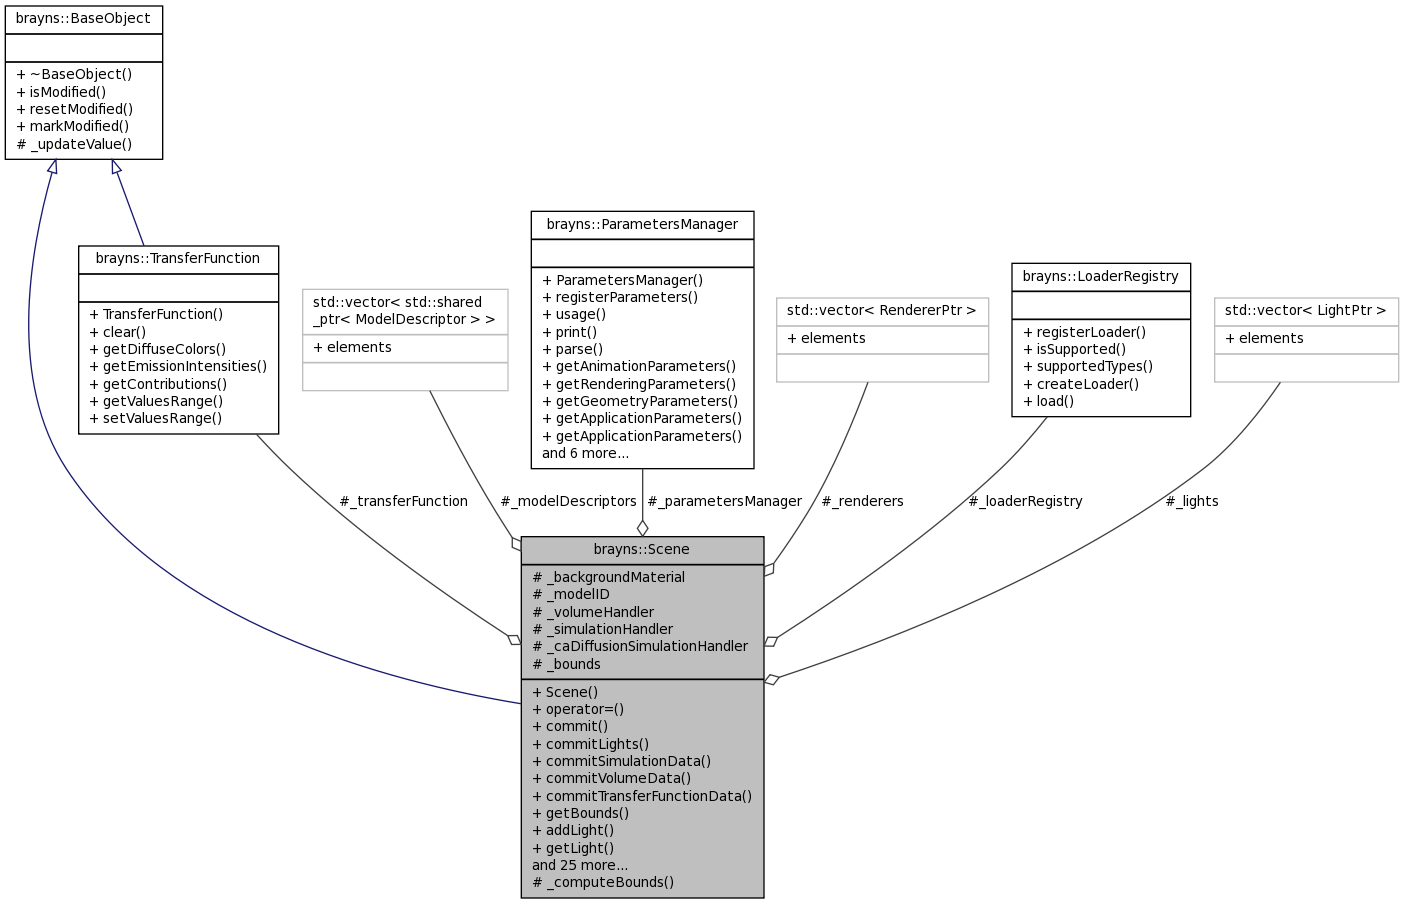 brayns::BaseObject
+ ~BaseObject()
+ isModified()
+ resetModified()
+ markModified()
# _updateValue()
brayns::TransferFunction
+ TransferFunction()
+ clear()
+ getDiffuseColors()
+ getEmissionIntensities()
+ getContributions()
+ getValuesRange()
+ setValuesRange()
std::vector< std::shared
_ptr< ModelDescriptor > >
+ elements
brayns::ParametersManager
+ ParametersManager()
+ registerParameters()
+ usage()
+ print()
+ parse()
+ getAnimationParameters()
+ getRenderingParameters()
+ getGeometryParameters()
+ getApplicationParameters()
+ getApplicationParameters()
and 6 more...
std::vector< RendererPtr >
+ elements
brayns::LoaderRegistry
+ registerLoader()
+ isSupported()
+ supportedTypes()
+ createLoader()
+ load()
std::vector< LightPtr >
+ elements
#_transferFunction
#_modelDescriptors
#_parametersManager
#_renderers
#_loaderRegistry
#_lights
brayns::Scene
# _backgroundMaterial
# _modelID
# _volumeHandler
# _simulationHandler
# _caDiffusionSimulationHandler
# _bounds
+ Scene()
+ operator=()
+ commit()
+ commitLights()
+ commitSimulationData()
+ commitVolumeData()
+ commitTransferFunctionData()
+ getBounds()
+ addLight()
+ getLight()
and 25 more...
# _computeBounds()